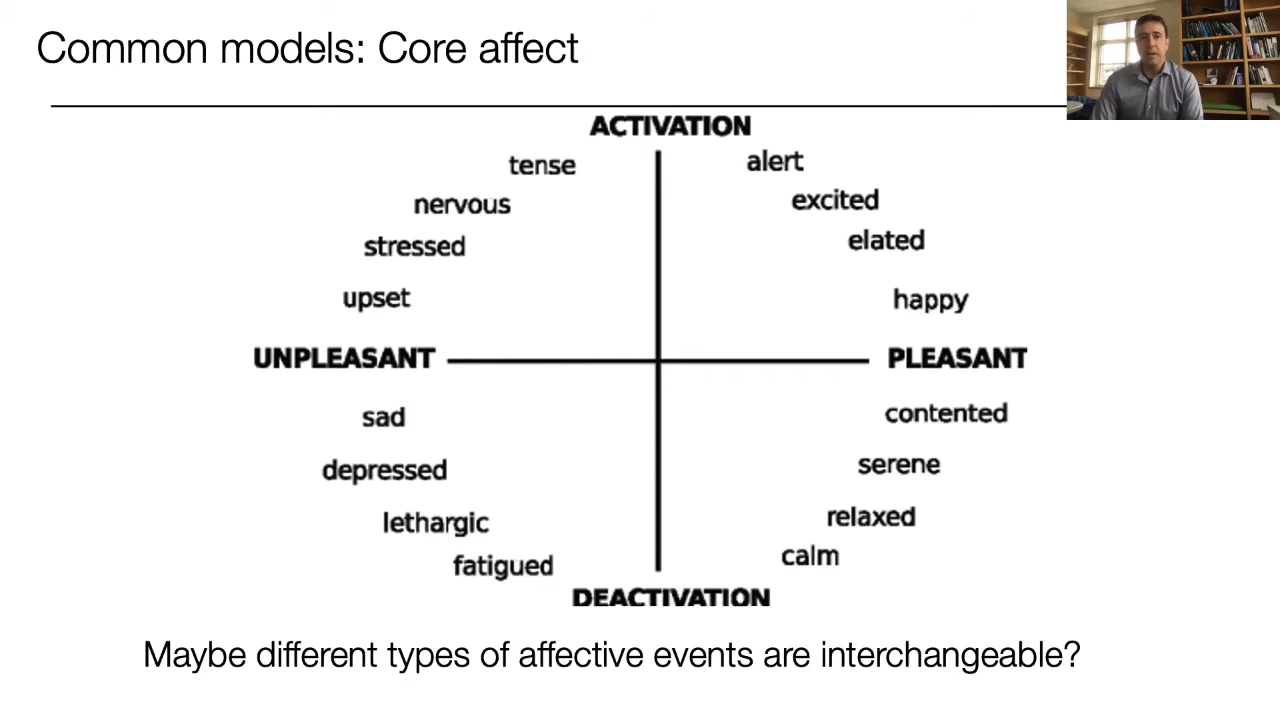 Common models: Core affect
ACTIVATION
tense alert
nervous excited
stressed elated
upset happy
UNPLEASANT PLEASANT
sad contented
depressed serene
lethargic relaxed
fatigued calm
DEACTIVATION
Maybe different types of affective events are interchangeable?